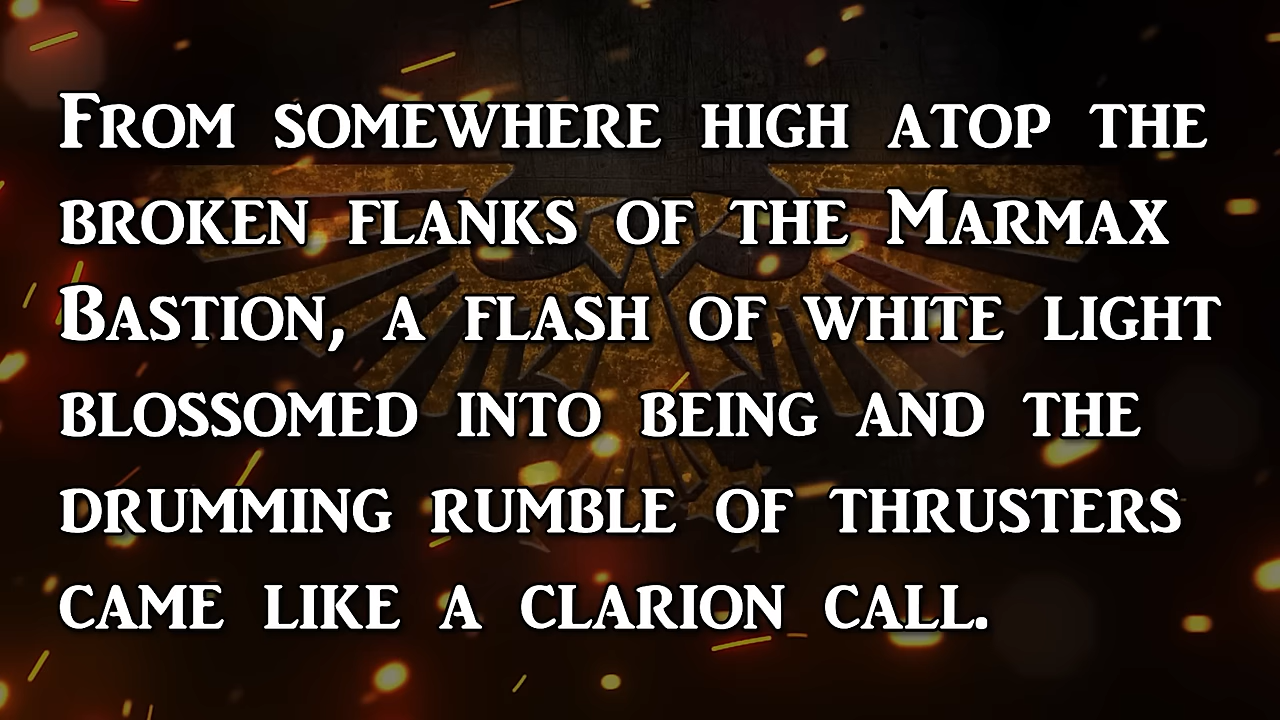 From somewhere high atop the
broken flanks of the Marmax
Bastion, a flash of white light
blossomed into being and the
drumming rumble of thrusters
came like a clarion call.